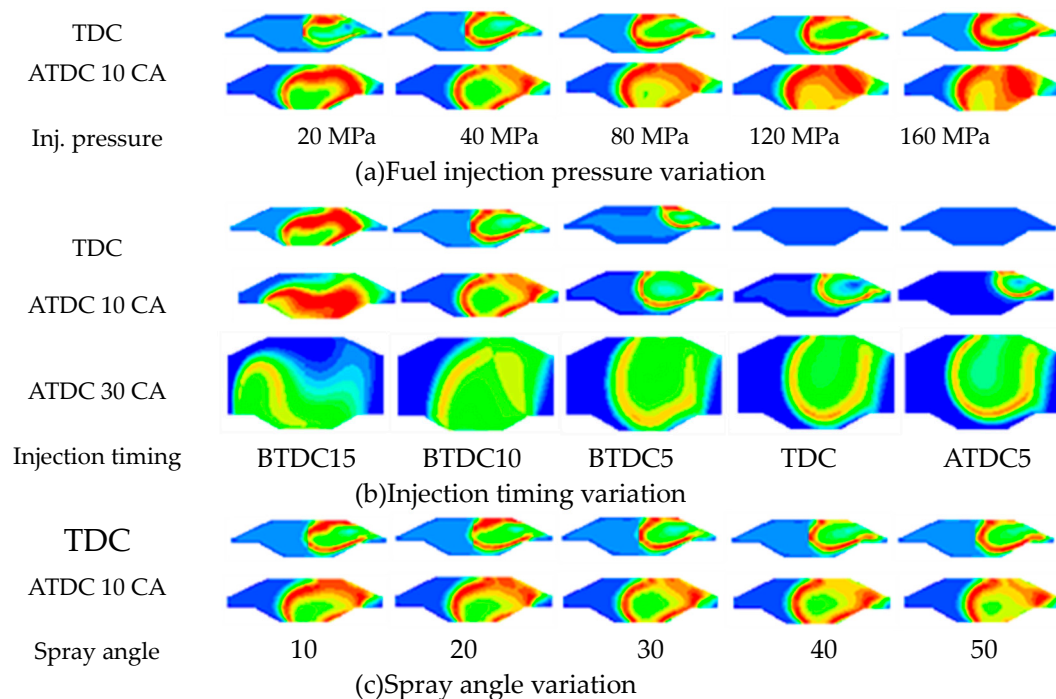 TDC
ATDC 10 CA
Inj. pressure 20 MPa 40 MPa 80 MPa 120 MPa 160 MPa
(a)Fuel injection pressure variation
TDC
ATDC 10 CA
ATDC 30 CA
Injection timing BTDC15 BTDC10 BTDC5 TDC ATDC5
(b)Injection timing variation
TDC
ATDC 10 CA
Spray angle 10 20 30 40 50
(c)Spray angle variation